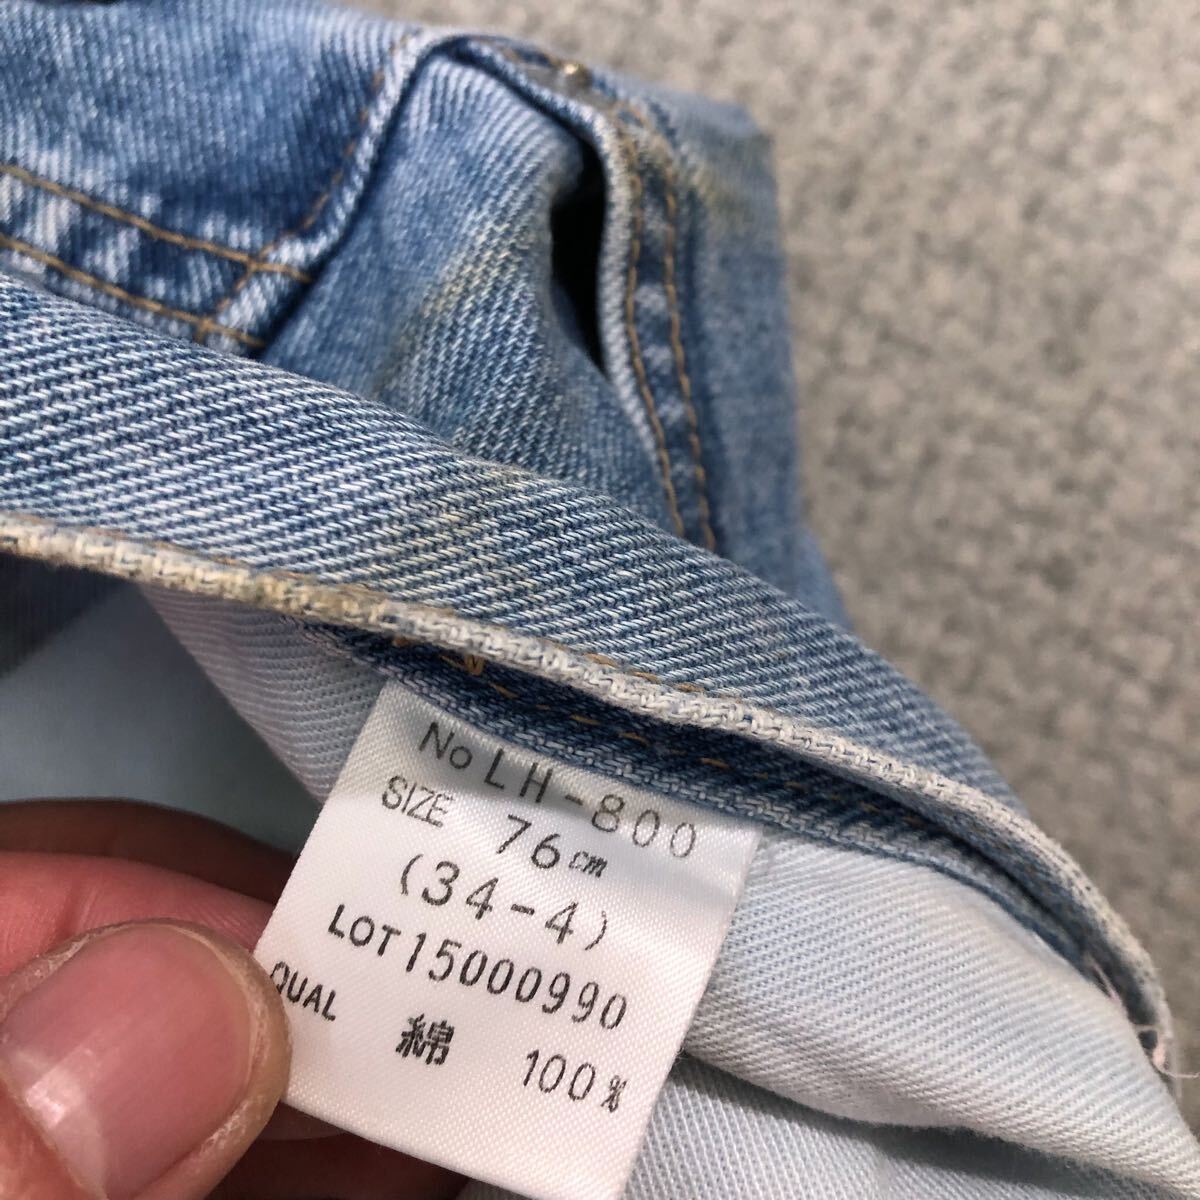 No LH-800
SIZE 76cm
(34-4)
LOT 15000990
QUAL
綿 100%